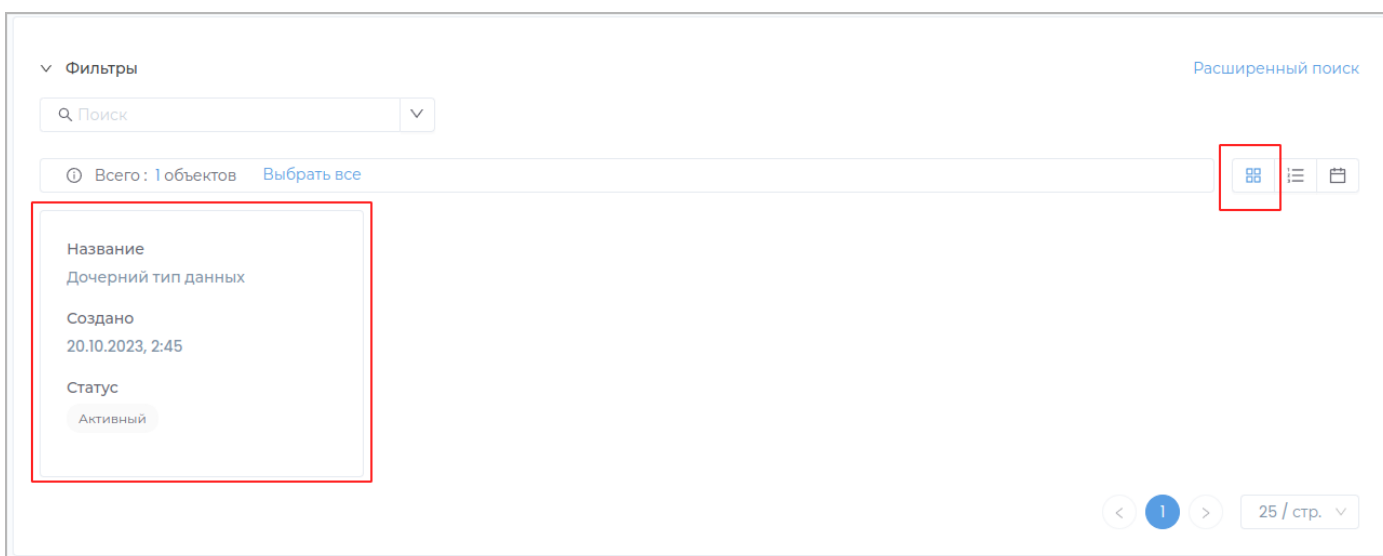 Фильтры
Расширенный поиск
Поиск
Всего : 1 объектов Выбрать все
Название
Дочерний тип данных
Создано
20.10.2023, 2:45
Статус
Активный
1
25 / стр.